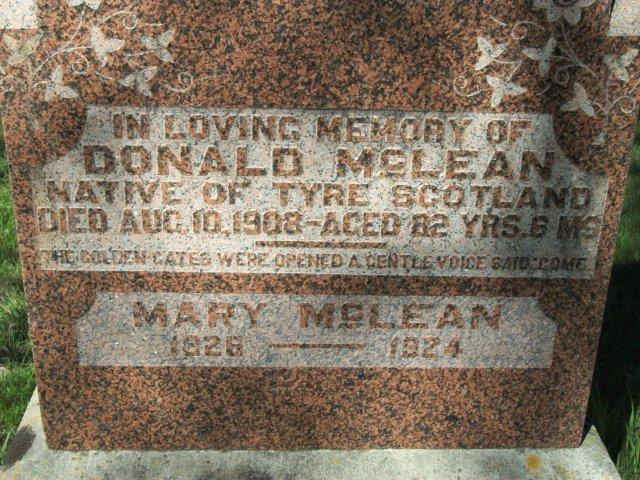 IN LOVING MEMORY OF
DONALD McLEAN
NATIVE OF TYRE SCOTLAND
DIED AUG. 10, 1908 - AGED 82 YRS. 6 MS
THE GOLDEN GATES WERE OPENED A GENTLE VOICE SAID "COME
MARY McLEAN
1826 — 1924